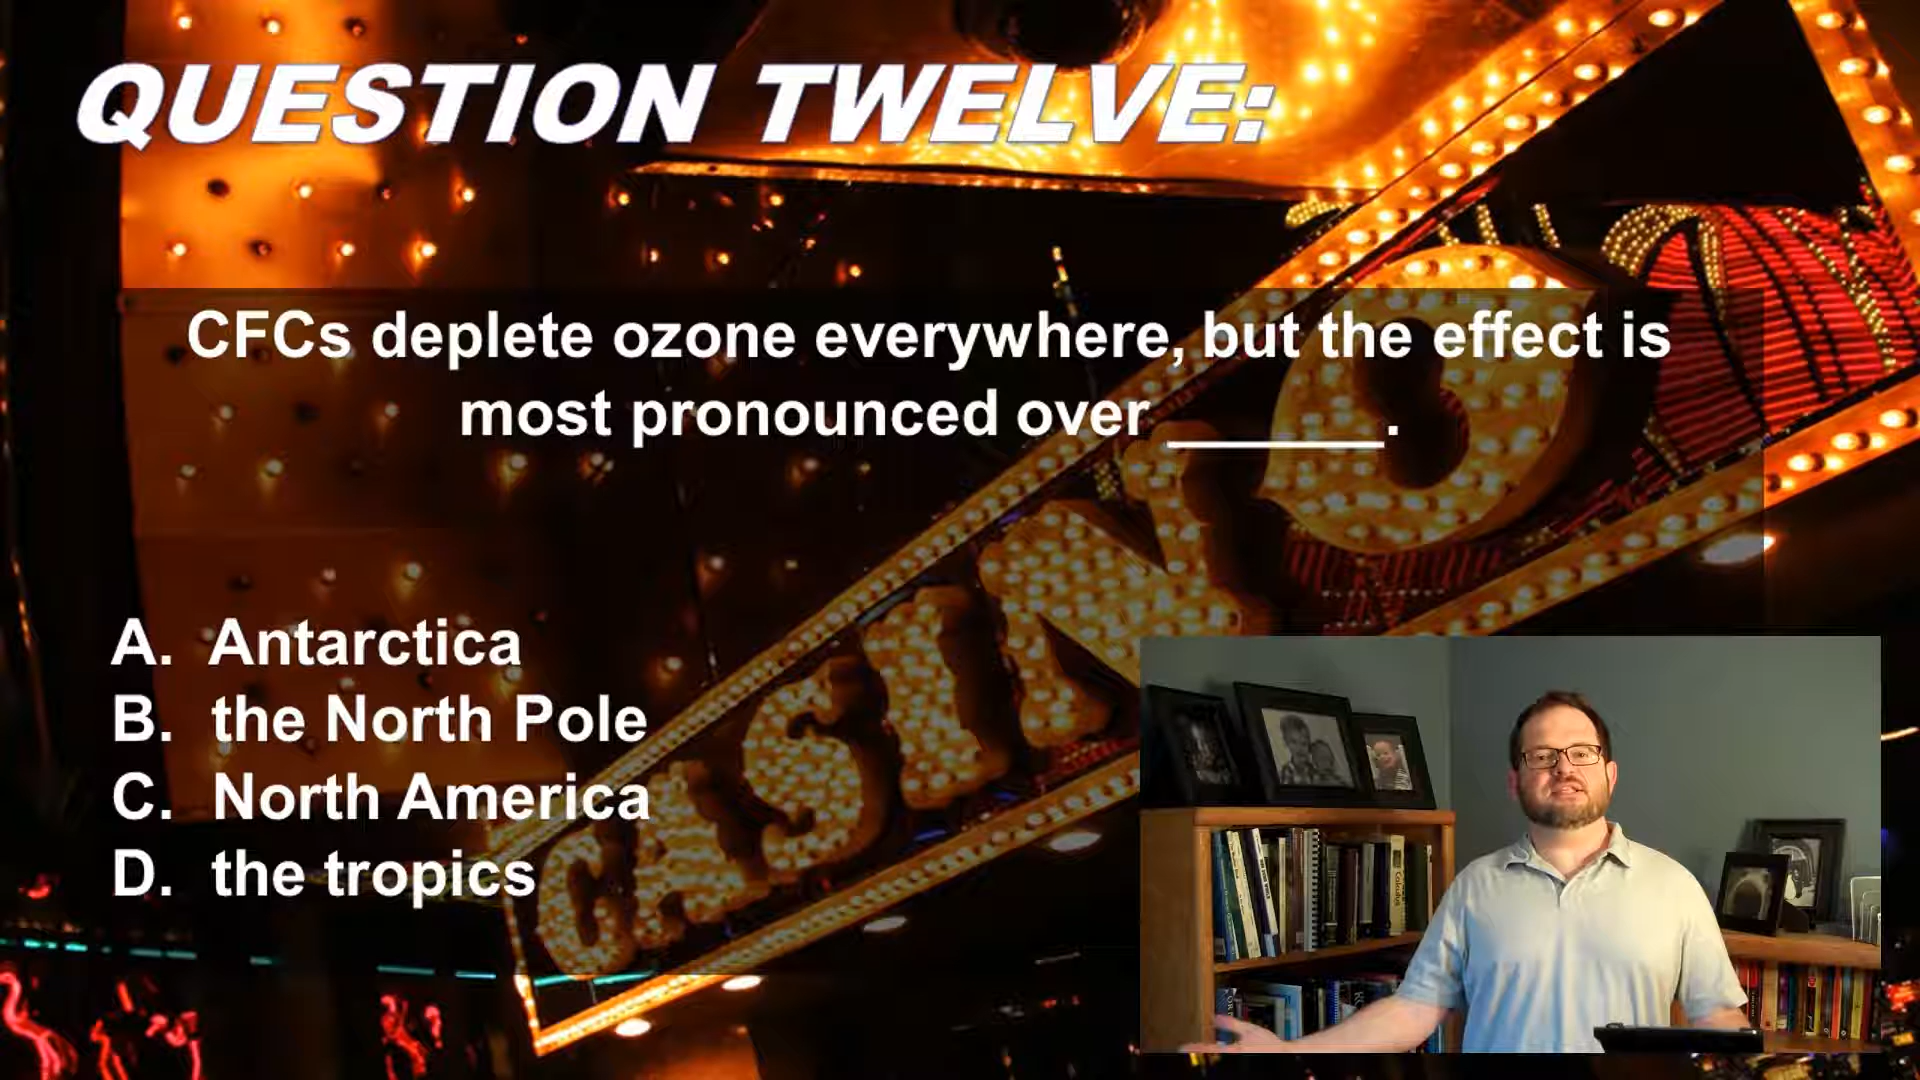 QUESTION TWELVE:
CFCs deplete ozone everywhere, but the effect is
most pronounced over ______.
A. Antarctica
B. the North Pole
C. North America
D. the tropics
CASINO
Calculus